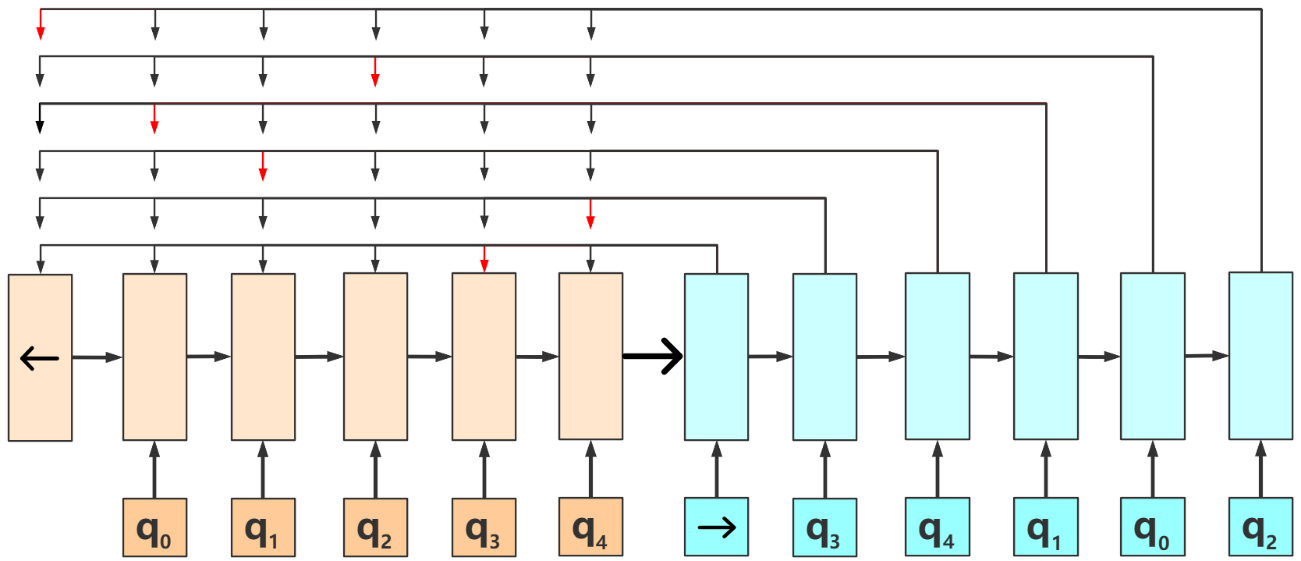 ←
q₀ q₁ q₂ q₃ q₄ → q₃ q₄ q₁ q₀ q₂